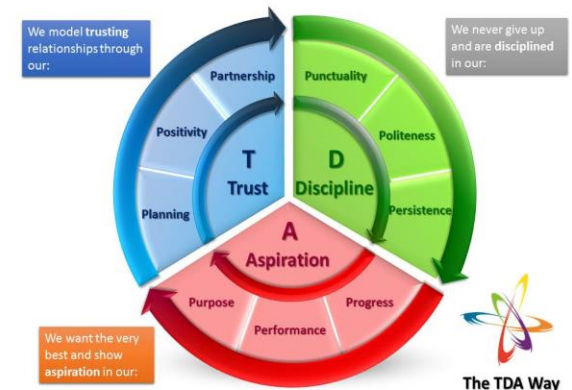 We model trusting
relationships through
our:
We never give up
and are disciplined
in our:
Partnership
Positivity
Planning
T
Trust
Punctuality
Politeness
Persistence
D
Discipline
A
Aspiration
Purpose
Performance
Progress
We want the very
best and show
aspiration in our:
The TDA Way